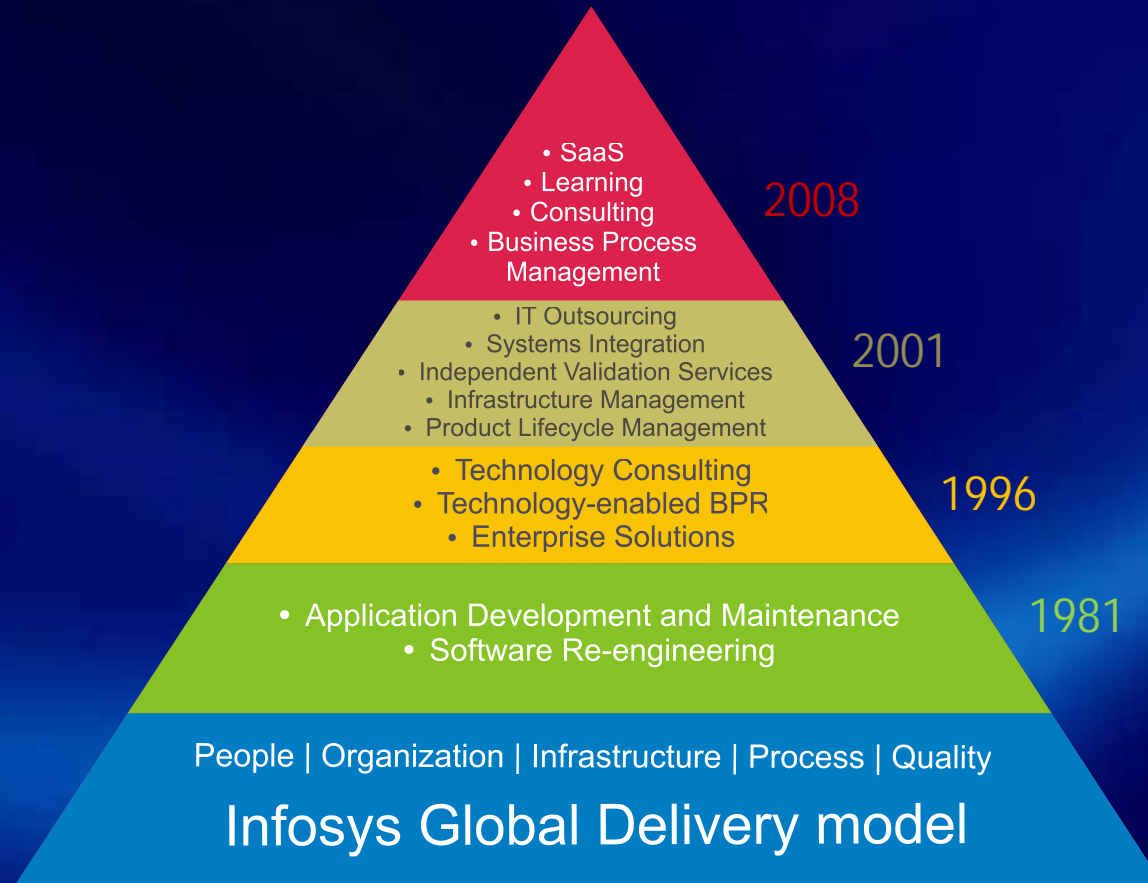 • SaaS
• Learning
• Consulting
• Business Process
Management
2008
• IT Outsourcing
• Systems Integration
• Independent Validation Services
• Infrastructure Management
• Product Lifecycle Management
2001
• Technology Consulting
• Technology-enabled BPR
• Enterprise Solutions
1996
• Application Development and Maintenance
• Software Re-engineering
1981
People | Organization | Infrastructure | Process | Quality
Infosys Global Delivery model